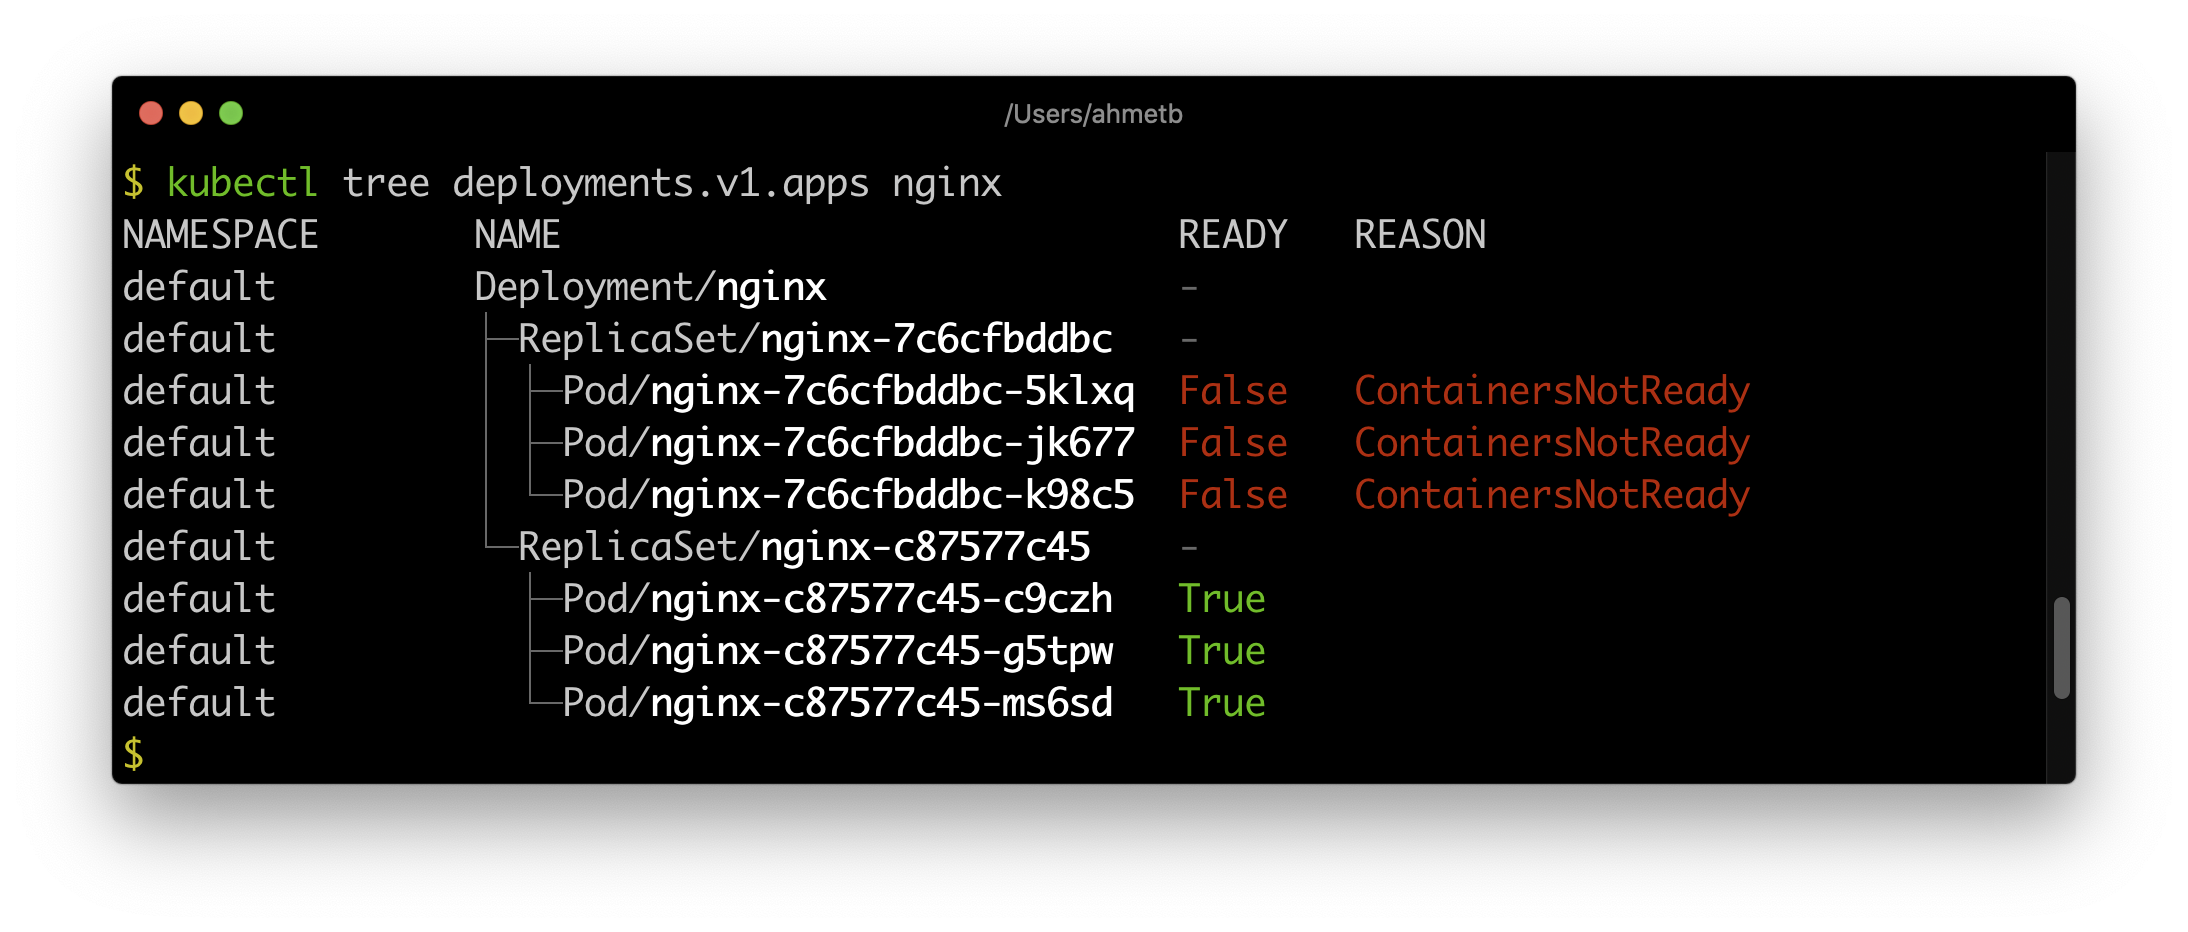 /Users/ahmetb
$ kubectl tree deployments.v1.apps nginx
NAMESPACE       NAME                            READY   REASON
default         Deployment/nginx                -
default         ├─ReplicaSet/nginx-7c6cfbddbc   -
default         │ ├─Pod/nginx-7c6cfbddbc-5klxq  False   ContainersNotReady
default         │ ├─Pod/nginx-7c6cfbddbc-jk677  False   ContainersNotReady
default         │ └─Pod/nginx-7c6cfbddbc-k98c5  False   ContainersNotReady
default         └─ReplicaSet/nginx-c87577c45    -
default           ├─Pod/nginx-c87577c45-c9czh   True
default           ├─Pod/nginx-c87577c45-g5tpw   True
default           └─Pod/nginx-c87577c45-ms6sd   True
$